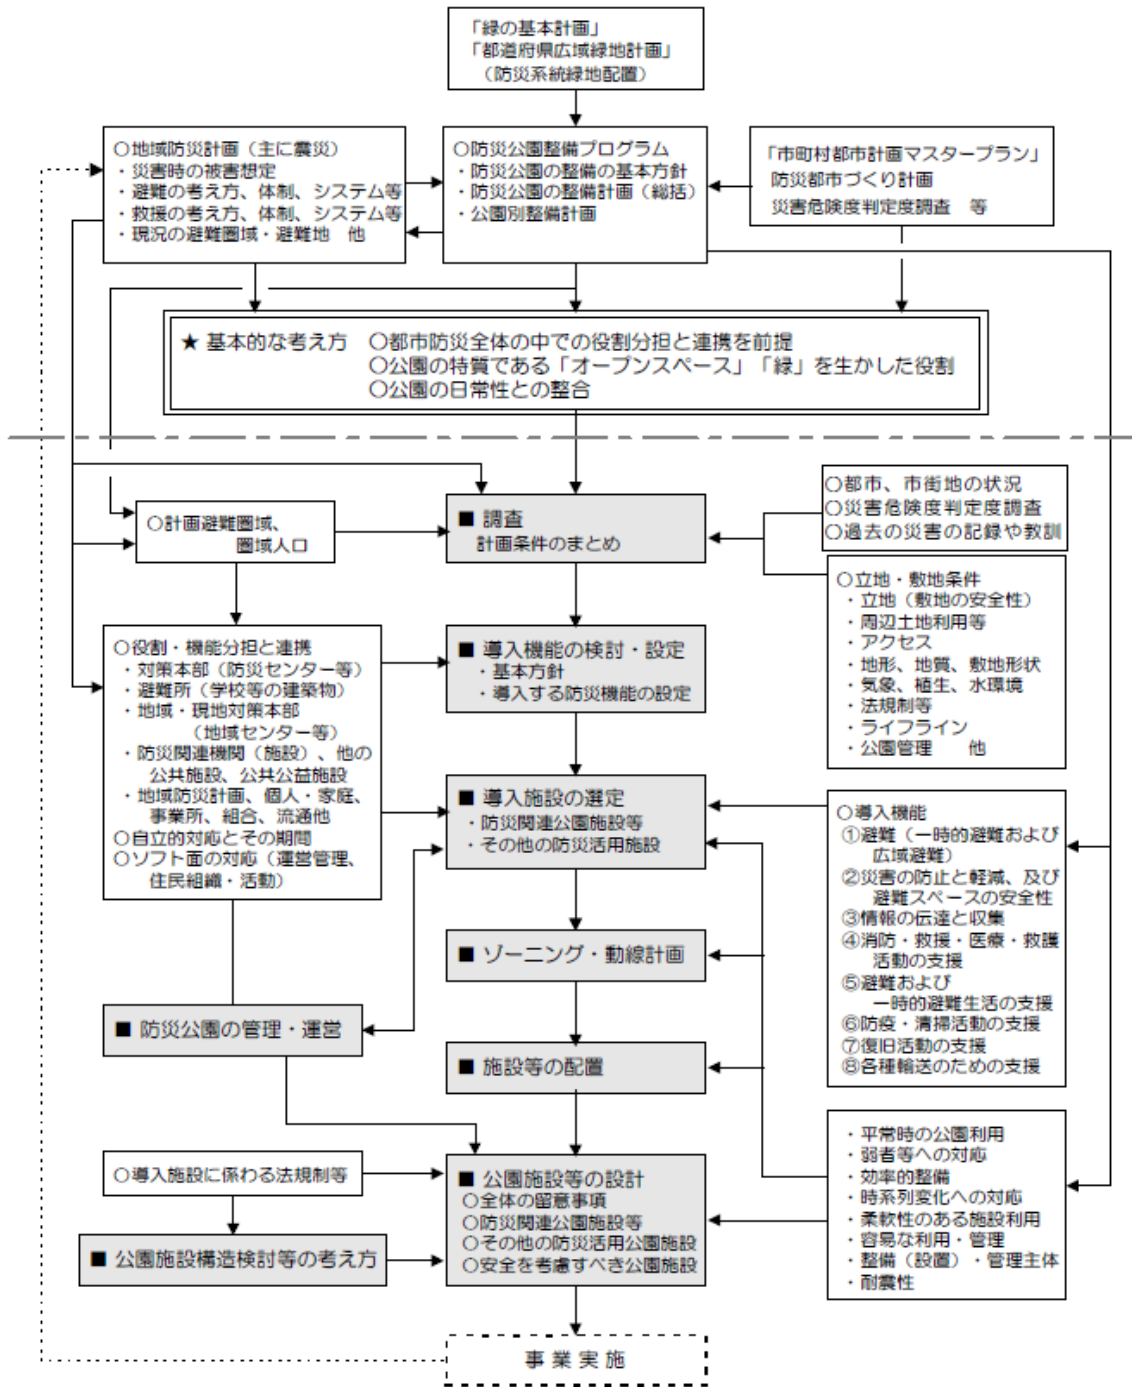 「緑の基本計画」
「都道府県広域緑地計画」
（防災系統緑地配置）
○地域防災計画（主に震災）
・災害時の被害想定
・避難の考え方、体制、システム等
・救援の考え方、体制、システム等
・現況の避難圏域・避難地　他
○防災公園整備プログラム
・防災公園の整備の基本方針
・防災公園の整備計画（総括）
・公園別整備計画
「市町村都市計画マスタープラン」
防災都市づくり計画
災害危険度判定度調査　等
★ 基本的な考え方　○都市防災全体の中での役割分担と連携を前提
○公園の特質である「オープンスペース」「緑」を生かした役割
○公園の日常性との整合
○計画避難圏域、
圏域人口
■ 調査
計画条件のまとめ
○都市、市街地の状況
○災害危険度判定度調査
○過去の災害の記録や教訓
○立地・敷地条件
・立地（敷地の安全性）
・周辺土地利用等
・アクセス
・地形、地質、敷地形状
・気象、植生、水環境
・法規制等
・ライフライン
・公園管理　他
○役割・機能分担と連携
・対策本部（防災センター等）
・避難所（学校等の建築物）
・地域・現地対策本部
（地域センター等）
・防災関連機関（施設）、他の
公共施設、公共公益施設
・地域防災計画、個人・家庭、
事業所、組合、流通他
○自立的対応とその期間
○ソフト面の対応（運営管理、
住民組織・活動）
■ 導入機能の検討・設定
・基本方針
・導入する防災機能の設定
■ 導入施設の選定
・防災関連公園施設等
・その他の防災活用施設
○導入機能
①避難（一時的避難および
広域避難）
②災害の防止と軽減、及び
避難スペースの安全性
③情報の伝達と収集
④消防・救援・医療・救護
活動の支援
⑤避難および
一時的避難生活の支援
⑥防疫・清掃活動の支援
⑦復旧活動の支援
⑧各種輸送のための支援
■ ゾーニング・動線計画
■ 防災公園の管理・運営
■ 施設等の配置
・平常時の公園利用
・弱者等への対応
・効率的整備
・時系列変化への対応
・柔軟性のある施設利用
・容易な利用・管理
・整備（設置）・管理主体
・耐震性
○導入施設に係わる法規制等
■ 公園施設等の設計
○全体の留意事項
○防災関連公園施設等
○その他の防災活用公園施設
○安全を考慮すべき公園施設
■ 公園施設構造検討等の考え方
事 業 実 施